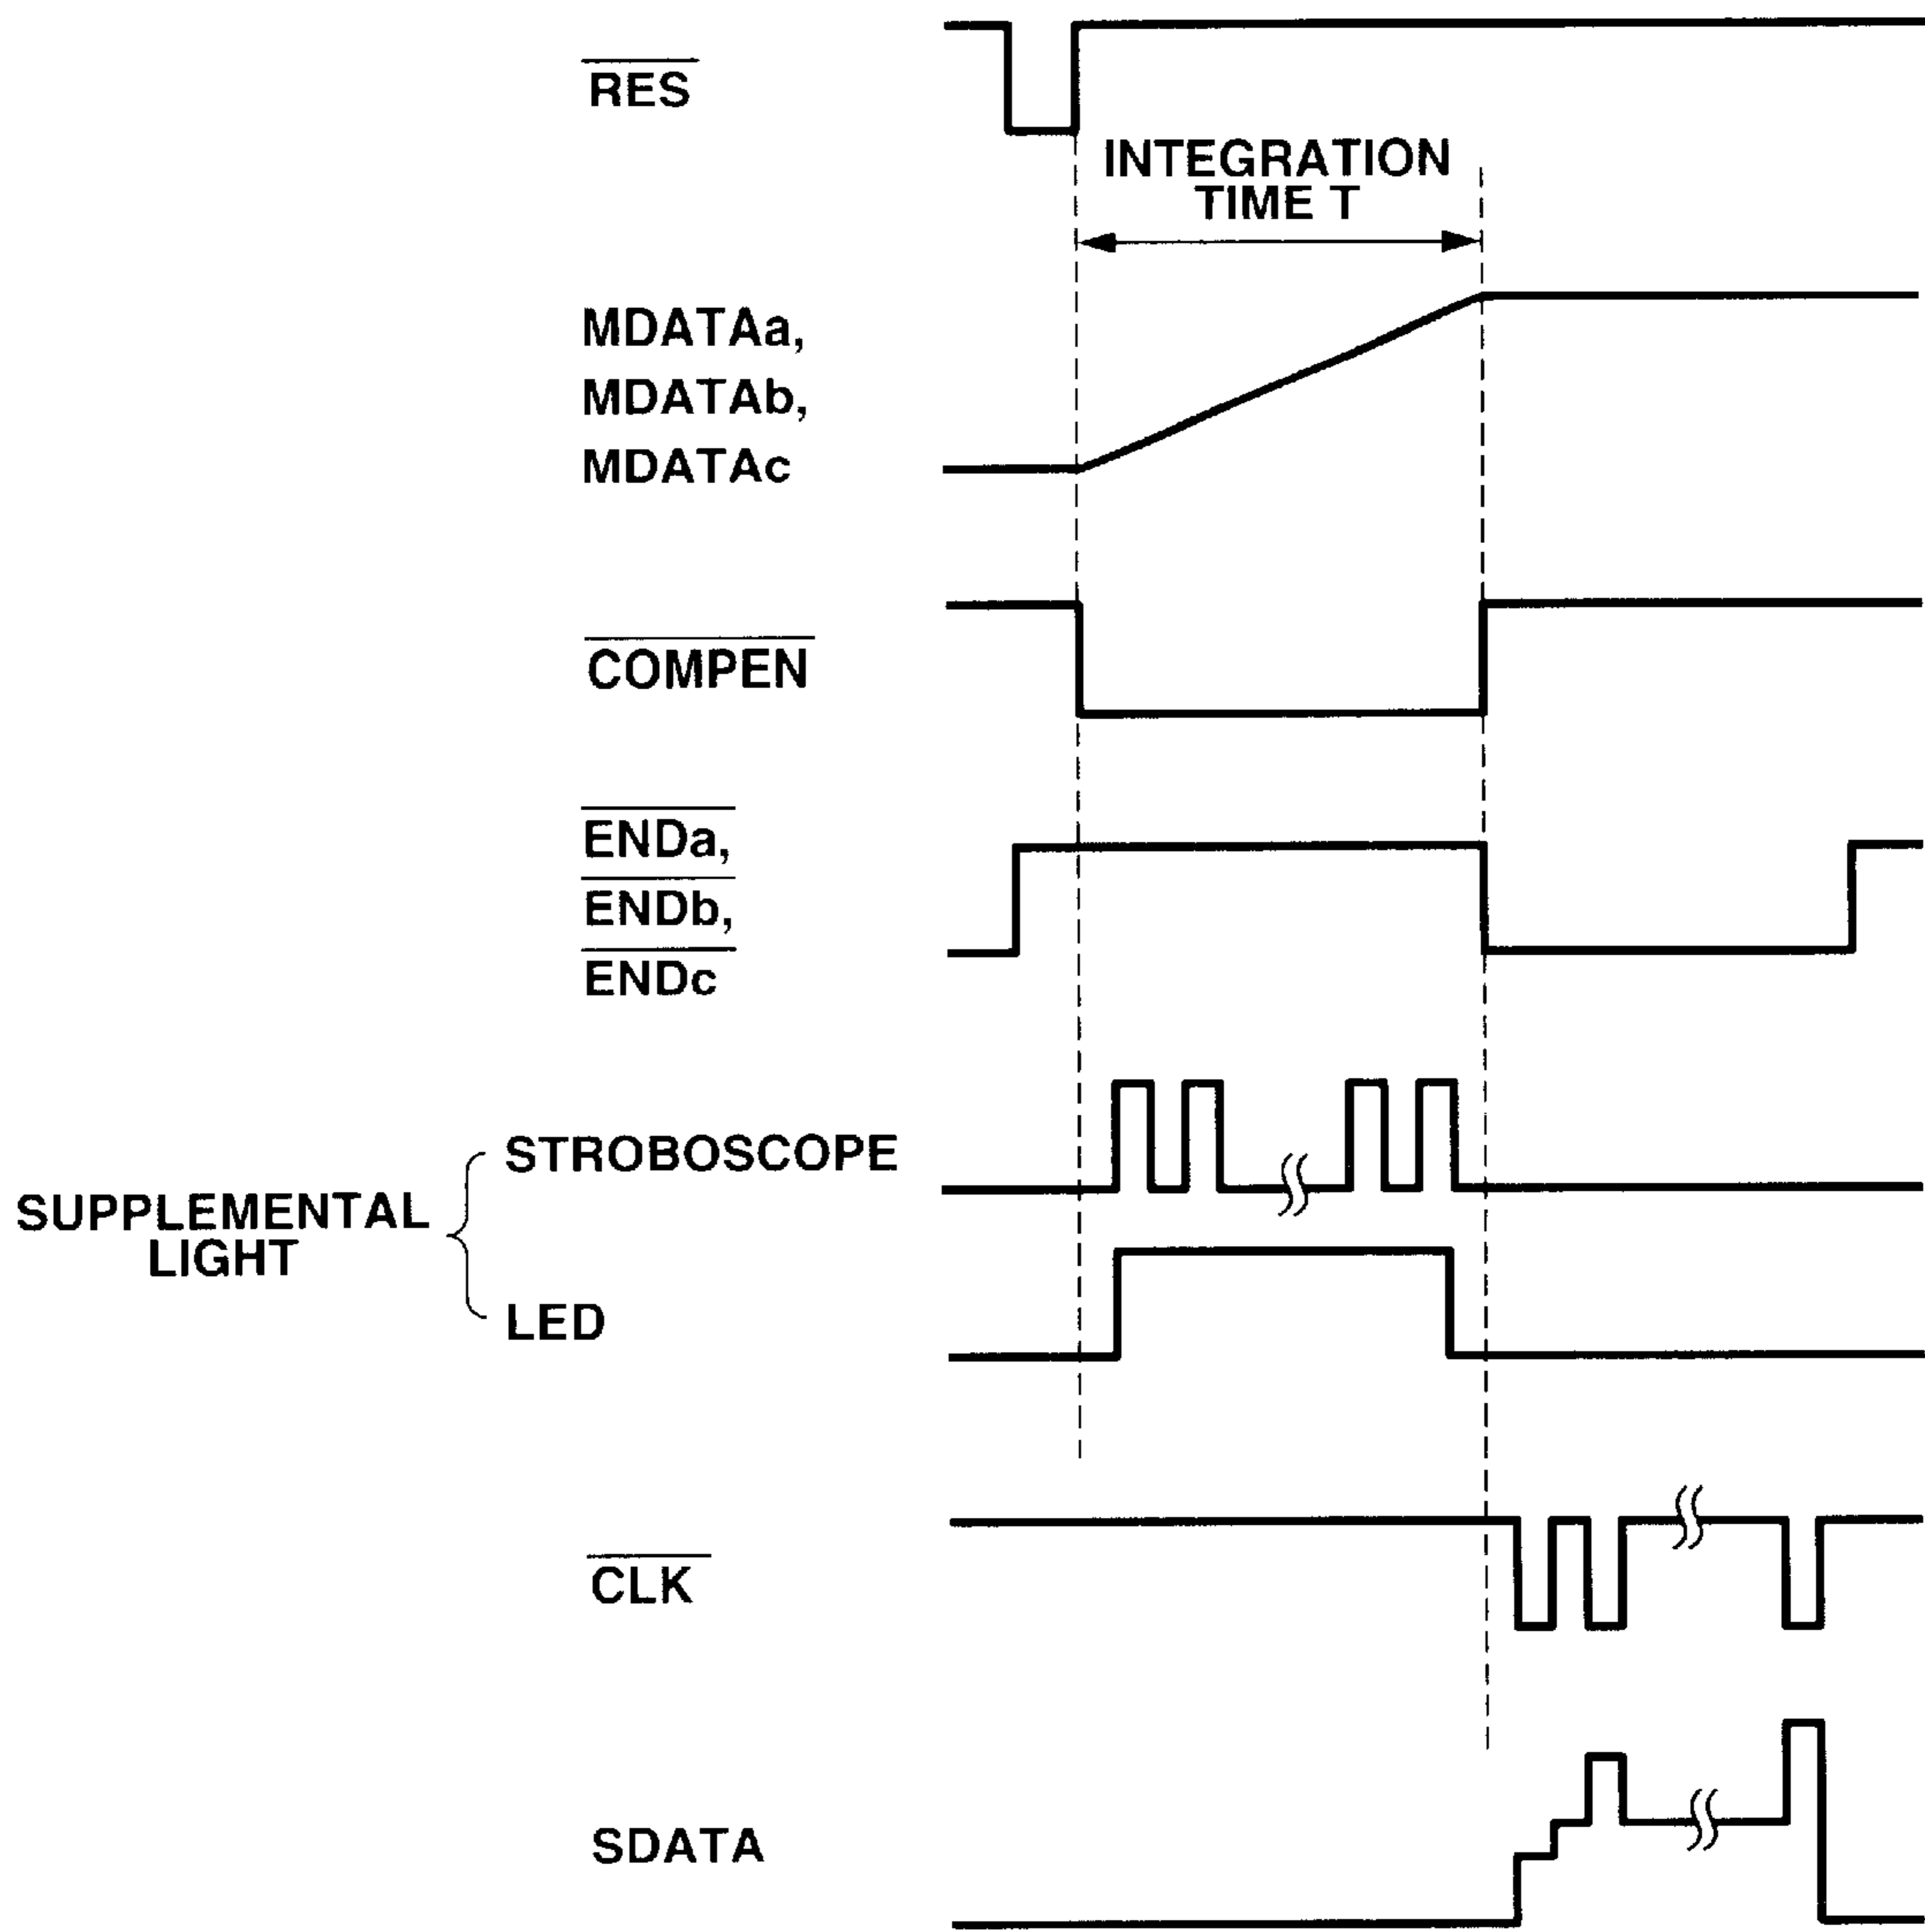 RES
INTEGRATION
TIME T
MDATAa,
MDATAb,
MDATAc
COMPEN
ENDa,
ENDb,
ENDc
STROBOSCOPE
SUPPLEMENTAL
LIGHT
LED
CLK
SDATA